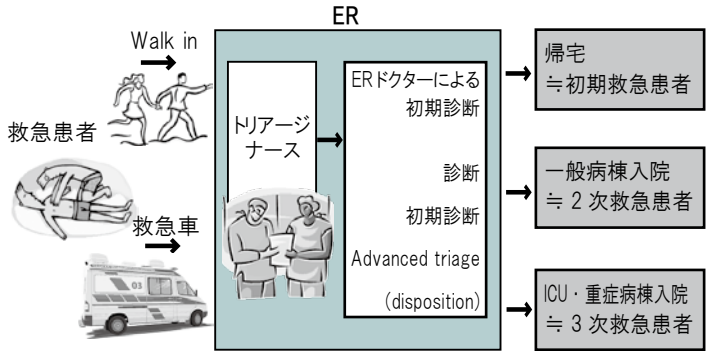 ER
Walk in
救急患者
救急車
03
トリアージ
ナース
ERドクターによる
初期診断
診断
初期診断
Advanced triage
(disposition)
帰宅
≒初期救急患者
一般病棟入院
≒2次救急患者
ICU・重症病棟入院
≒3次救急患者